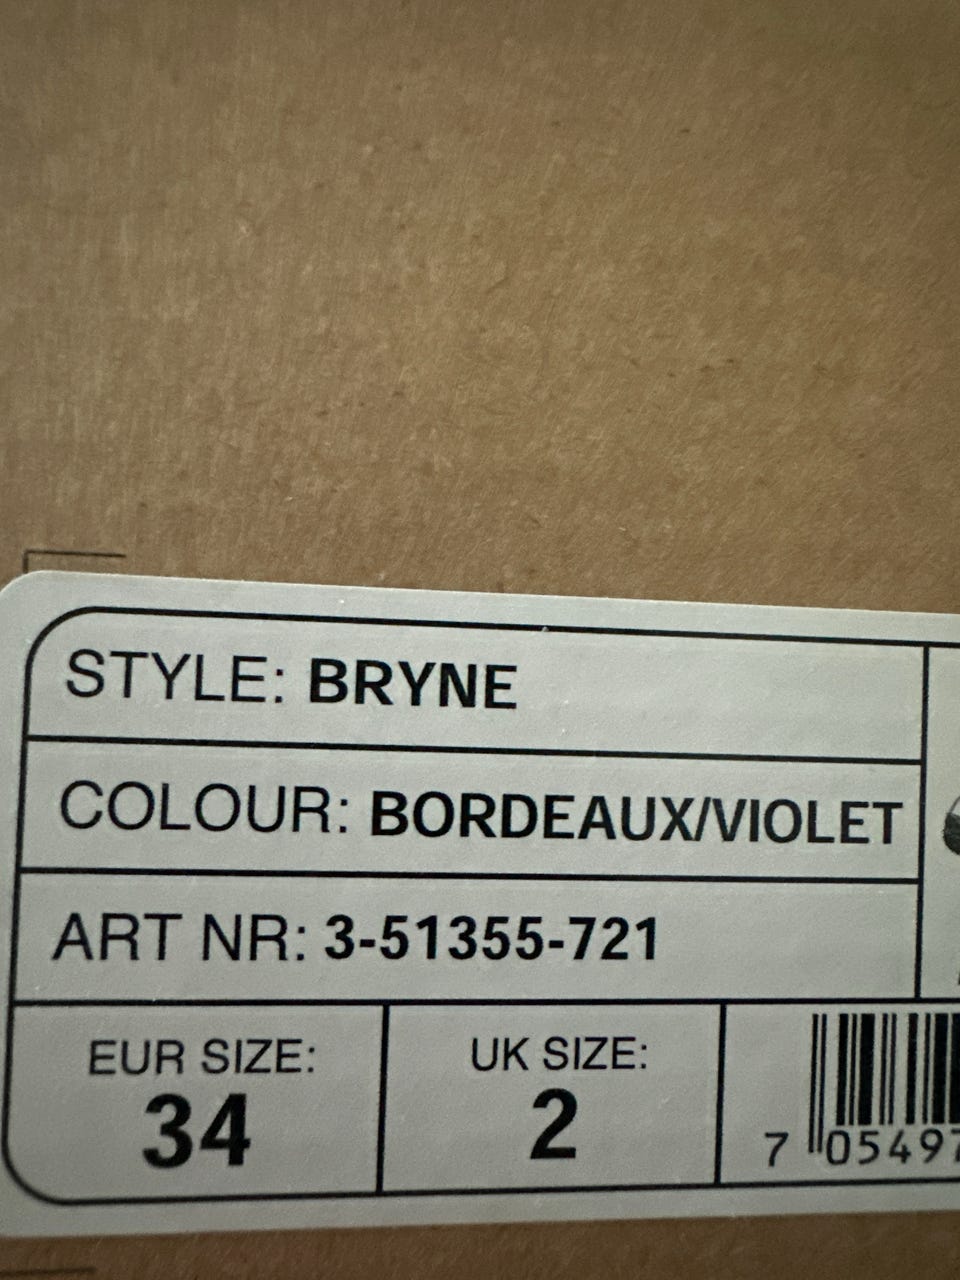 STYLE: BRYNE
COLOUR: BORDEAUX/VIOLET
ART NR: 3-51355-721
EUR SIZE:
34
UK SIZE:
2
7 05497